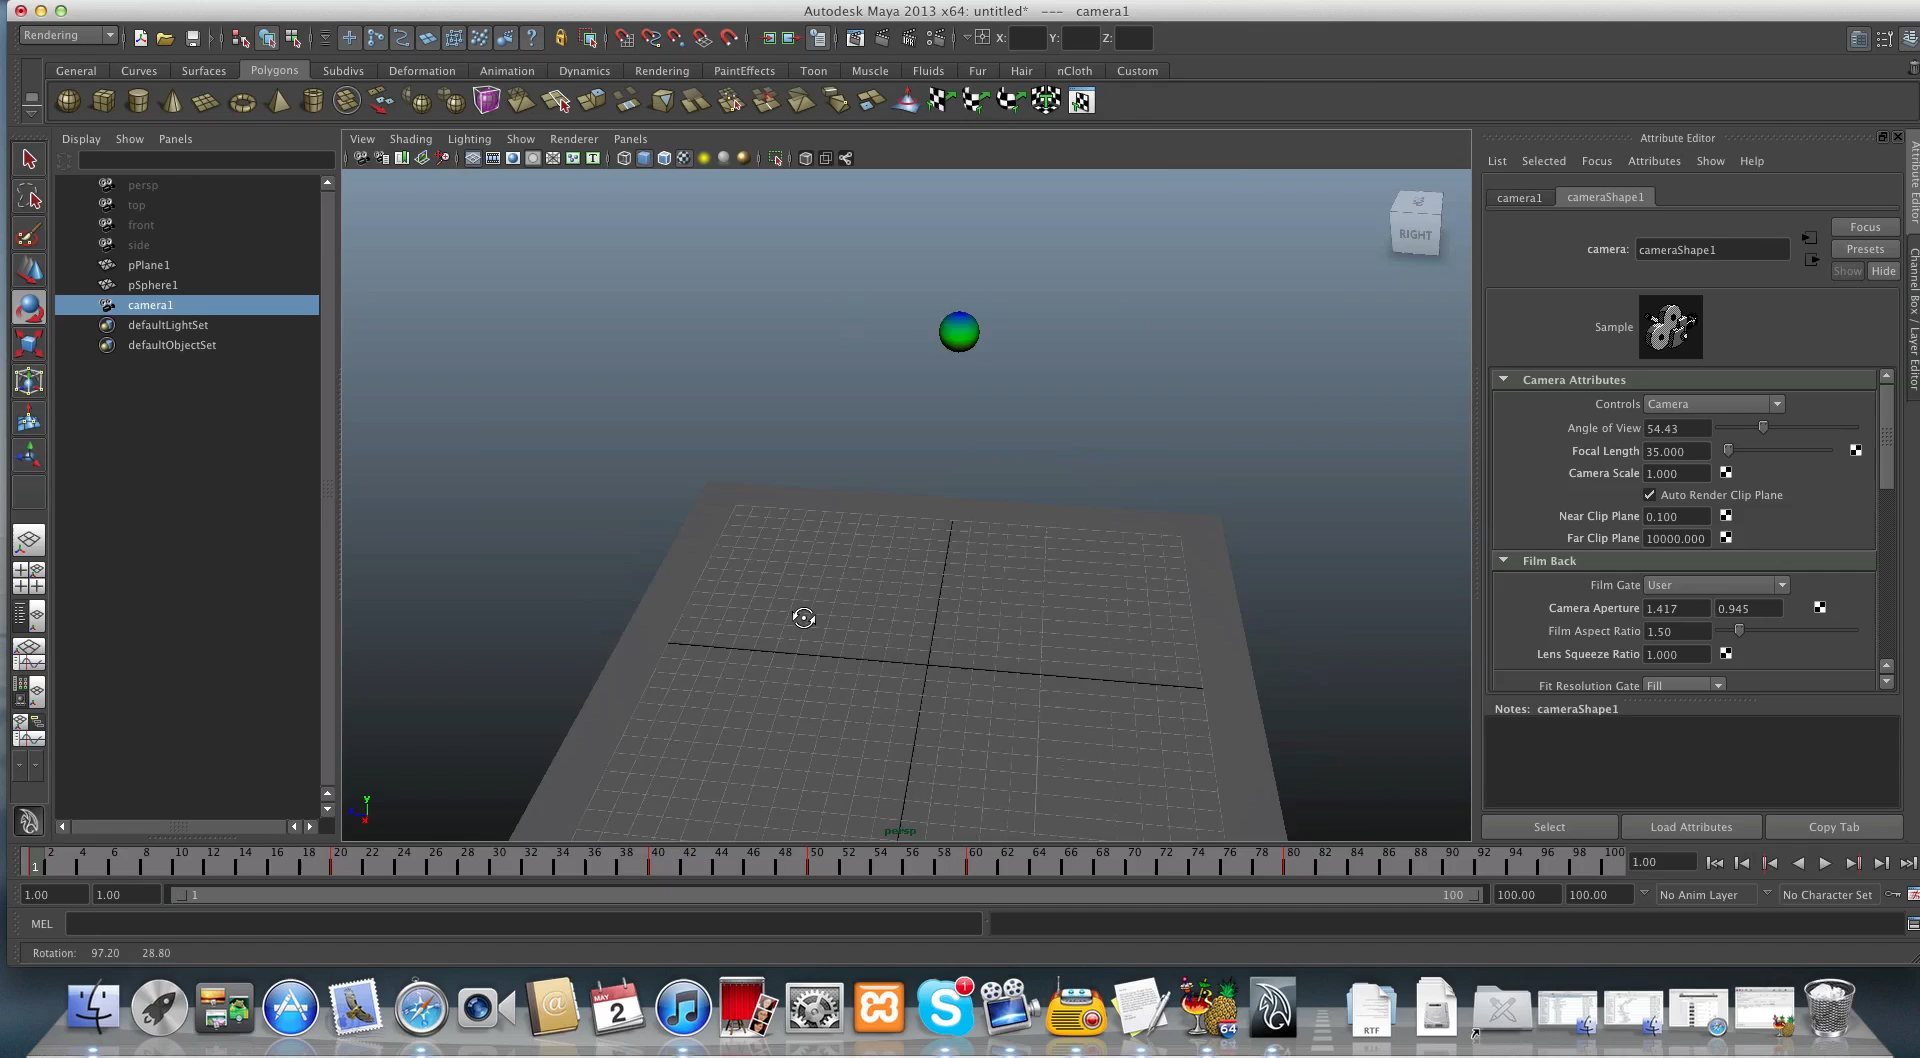 Autodesk Maya 2013 x64: untitled*  ---  camera1
Rendering
X: Y: Z:
General Curves Surfaces Polygons Subdivs Deformation Animation Dynamics Rendering PaintEffects Toon Muscle Fluids Fur Hair nCloth Custom
Display Show Panels
View Shading Lighting Show Renderer Panels
persp
top
front
side
pPlane1
pSphere1
camera1
defaultLightSet
defaultObjectSet
RIGHT
y
persp
Attribute Editor
List Selected Focus Attributes Show Help
camera1 cameraShape1
Focus
camera: cameraShape1
Presets
Show Hide
Sample
Camera Attributes
Controls Camera
Angle of View 54.43
Focal Length 35.000
Camera Scale 1.000
Auto Render Clip Plane
Near Clip Plane 0.100
Far Clip Plane 10000.000
Film Back
Film Gate User
Camera Aperture 1.417 0.945
Film Aspect Ratio 1.50
Lens Squeeze Ratio 1.000
Fit Resolution Gate Fill
Notes: cameraShape1
Select Load Attributes Copy Tab
Attribute Editor
Channel Box / Layer Editor
1 2 4 6 8 10 12 14 16 18 20 22 24 26 28 30 32 34 36 38 40 42 44 46 48 50 52 54 56 58 60 62 64 66 68 70 72 74 76 78 80 82 84 86 88 90 92 94 96 98 100 1.00
1.00 1.00 1 100 100.00 100.00 No Anim Layer No Character Set
MEL
Rotation: 97.20 28.80
MAY
2
1
64
RTF